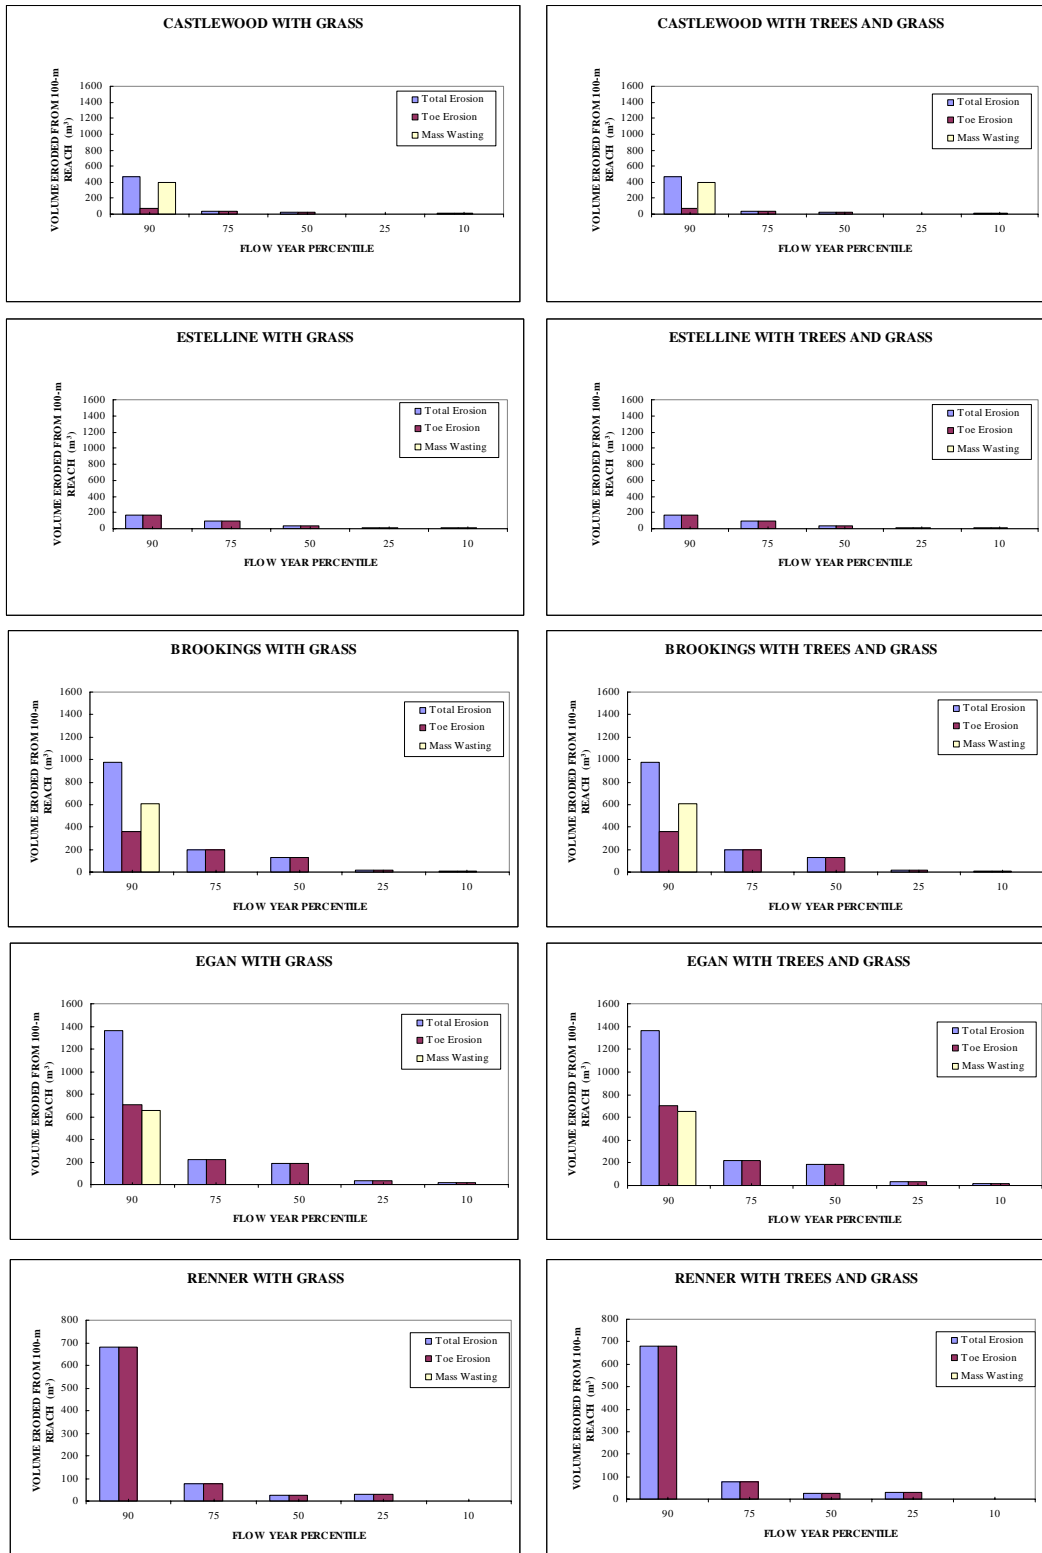 CASTLEWOOD WITH GRASS
VOLUME ERODED FROM 100-m
REACH (m³)
1600
1400
1200
1000
800
600
400
200
0
Total Erosion
Toe Erosion
Mass Wasting
90 75 50 25 10
FLOW YEAR PERCENTILE
CASTLEWOOD WITH TREES AND GRASS
VOLUME ERODED FROM 100-m
REACH (m³)
1600
1400
1200
1000
800
600
400
200
0
Total Erosion
Toe Erosion
Mass Wasting
90 75 50 25 10
FLOW YEAR PERCENTILE
ESTELLINE WITH GRASS
VOLUME ERODED FROM 100-m
REACH (m³)
1600
1400
1200
1000
800
600
400
200
0
Total Erosion
Toe Erosion
Mass Wasting
90 75 50 25 10
FLOW YEAR PERCENTILE
ESTELLINE WITH TREES AND GRASS
VOLUME ERODED FROM 100-m
REACH (m³)
1600
1400
1200
1000
800
600
400
200
0
Total Erosion
Toe Erosion
Mass Wasting
90 75 50 25 10
FLOW YEAR PERCENTILE
BROOKINGS WITH GRASS
VOLUME ERODED FROM 100-m
REACH (m³)
1600
1400
1200
1000
800
600
400
200
0
Total Erosion
Toe Erosion
Mass Wasting
90 75 50 25 10
FLOW YEAR PERCENTILE
BROOKINGS WITH TREES AND GRASS
VOLUME ERODED FROM 100-m
REACH (m³)
1600
1400
1200
1000
800
600
400
200
0
Total Erosion
Toe Erosion
Mass Wasting
90 75 50 25 10
FLOW YEAR PERCENTILE
EGAN WITH GRASS
VOLUME ERODED FROM 100-m
REACH (m³)
1600
1400
1200
1000
800
600
400
200
0
Total Erosion
Toe Erosion
Mass Wasting
90 75 50 25 10
FLOW YEAR PERCENTILE
EGAN WITH TREES AND GRASS
VOLUME ERODED FROM 100-m
REACH (m³)
1600
1400
1200
1000
800
600
400
200
0
Total Erosion
Toe Erosion
Mass Wasting
90 75 50 25 10
FLOW YEAR PERCENTILE
RENNER WITH GRASS
VOLUME ERODED FROM 100-m
REACH (m³)
800
700
600
500
400
300
200
100
0
Total Erosion
Toe Erosion
Mass Wasting
90 75 50 25 10
FLOW YEAR PERCENTILE
RENNER WITH TREES AND GRASS
VOLUME ERODED FROM 100-m
REACH (m³)
800
700
600
500
400
300
200
100
0
Total Erosion
Toe Erosion
Mass Wasting
90 75 50 25 10
FLOW YEAR PERCENTILE